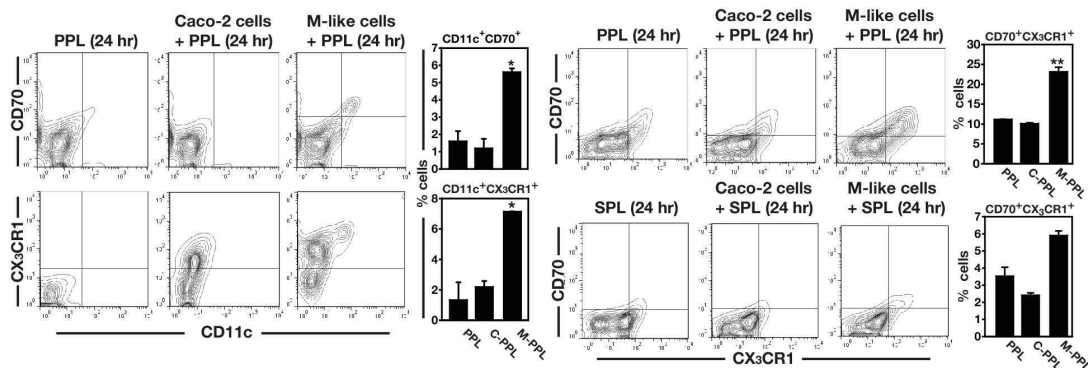 PPL (24 hr)
Caco-2 cells
+ PPL (24 hr)
M-like cells
+ PPL (24 hr)
CD70
CX₃CR1
CD11c
CD11c⁺CD70⁺
*
CD11c⁺CX₃CR1⁺
*
% cells
PPL
C-PPL
M-PPL
PPL (24 hr)
Caco-2 cells
+ PPL (24 hr)
M-like cells
+ PPL (24 hr)
CD70
CD70⁺CX₃CR1⁺
**
% cells
PPL
C-PPL
M-PPL
SPL (24 hr)
Caco-2 cells
+ SPL (24 hr)
M-like cells
+ SPL (24 hr)
CD70
CX₃CR1
CD70⁺CX₃CR1⁺
% cells
PPL
C-PPL
M-PPL